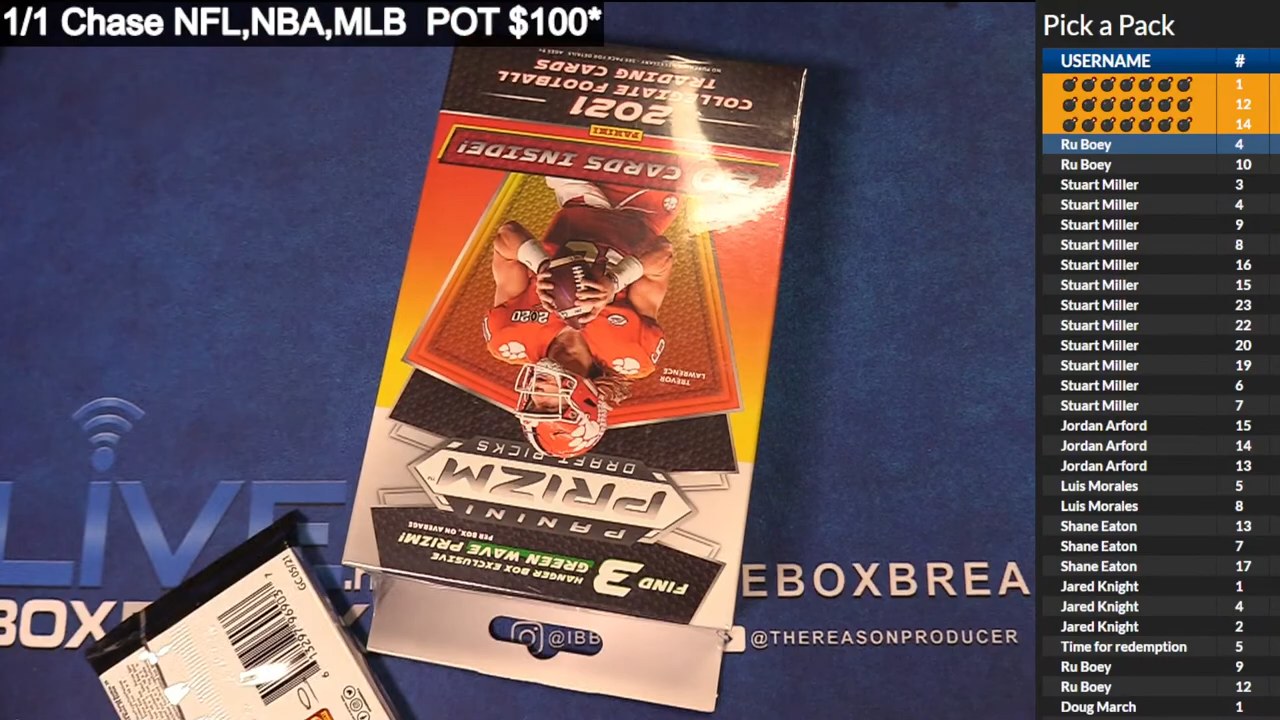 1/1 Chase NFL,NBA,MLB POT $100*
Pick a Pack
USERNAME #
1
12
14
Ru Boey 4
Ru Boey 10
Stuart Miller 3
Stuart Miller 4
Stuart Miller 9
Stuart Miller 8
Stuart Miller 16
Stuart Miller 15
Stuart Miller 23
Stuart Miller 22
Stuart Miller 20
Stuart Miller 19
Stuart Miller 6
Stuart Miller 7
Jordan Arford 15
Jordan Arford 14
Jordan Arford 13
Luis Morales 5
Luis Morales 8
Shane Eaton 13
Shane Eaton 7
Shane Eaton 17
Jared Knight 1
Jared Knight 4
Jared Knight 2
Time for redemption 5
Ru Boey 9
Ru Boey 12
Doug March 1
FIND 3
HANGER BOX EXCLUSIVE
GREEN WAVE PRIZM!
PER BOX, ON AVERAGE
PANINI
PRIZM
DRAFT PICKS
TREVOR
LAWRENCE
2020
CARDS INSIDE!
PANINI
2021
COLLEGIATE FOOTBALL
TRADING CARDS
LIVE
EBOXBREA
@IBB
@THEREASONPRODUCER
GC05/21